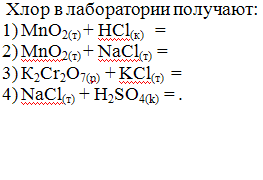 Хлор в лаборатории получают:
1) MnO2(т) + HCl(к) =
2) MnO2(т) + NaCl(т) =
3) K2Cr2O7(р) + KCl(т) =
4) NaCl(т) + H2SO4(k) = .